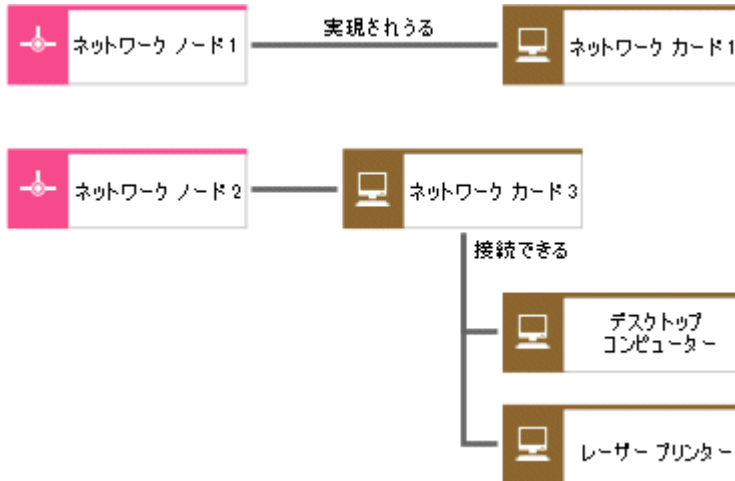 ネットワーク ノード1
実現されうる
ネットワーク カード1
ネットワーク ノード2
ネットワーク カード3
接続できる
デスクトップ
コンピューター
レーザー プリンター